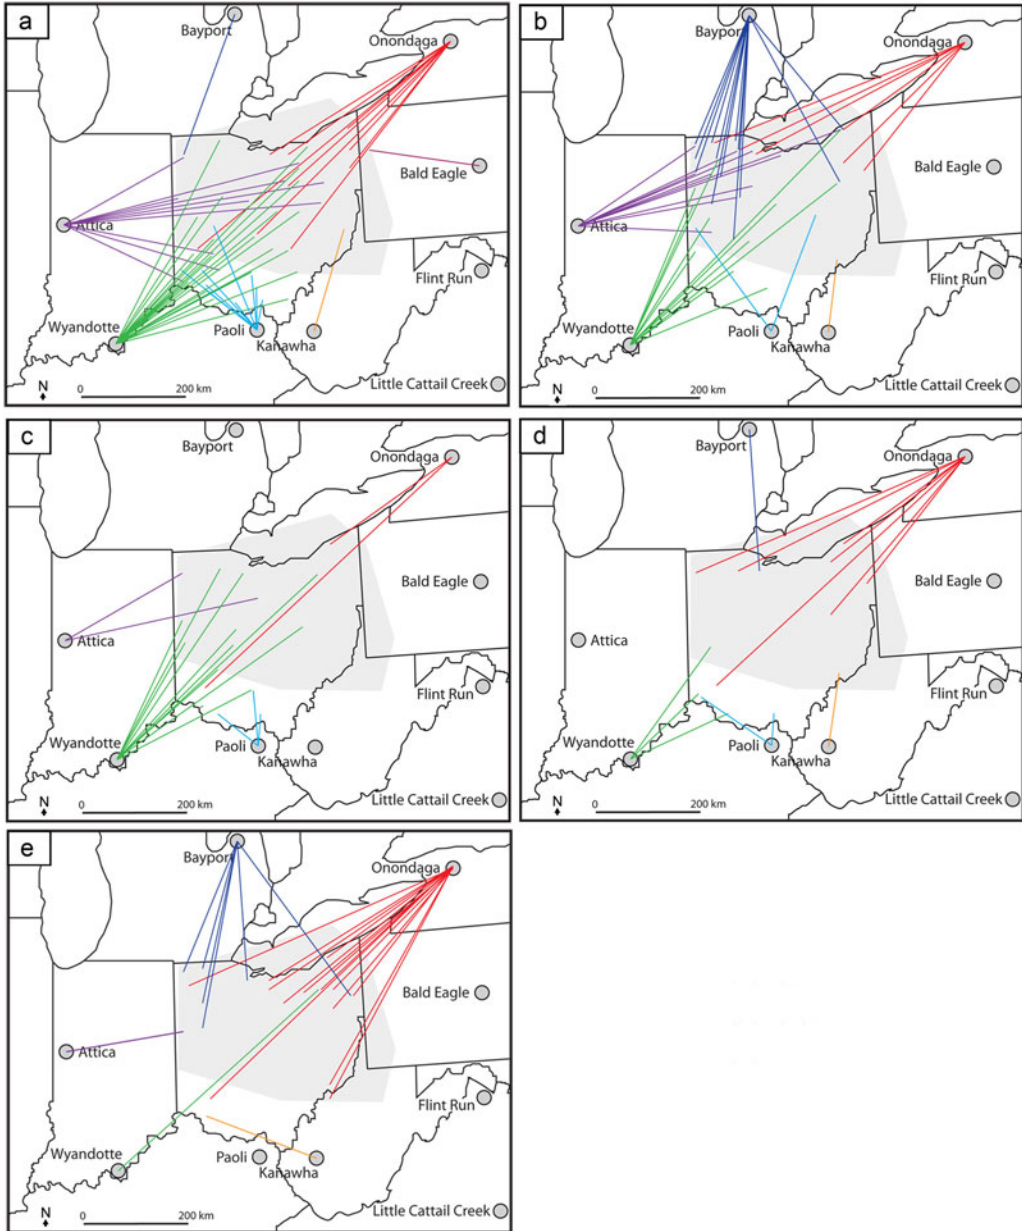 a
Bayport
Onondaga
Bald Eagle
Attica
Flint Run
Wyandotte
Paoli
Kanawha
Little Cattail Creek
N
0
200 km
b
Bayport
Onondaga
Bald Eagle
Attica
Flint Run
Wyandotte
Paoli
Kanawha
Little Cattail Creek
N
0
200 km
c
Bayport
Onondaga
Bald Eagle
Attica
Flint Run
Wyandotte
Paoli
Kanawha
Little Cattail Creek
N
0
200 km
d
Bayport
Onondaga
Bald Eagle
Attica
Flint Run
Wyandotte
Paoli
Kanawha
Little Cattail Creek
N
0
200 km
e
Bayport
Onondaga
Bald Eagle
Attica
Flint Run
Wyandotte
Paoli
Kanawha
Little Cattail Creek
N
0
200 km